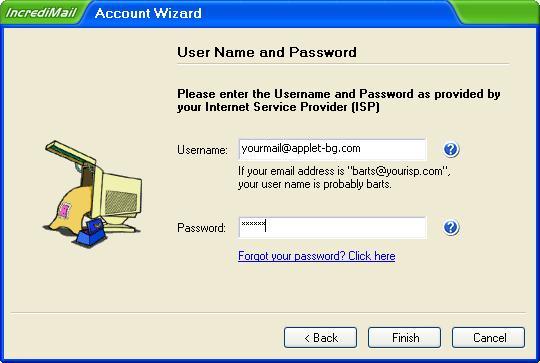 IncrediMail Account Wizard
User Name and Password
Please enter the Username and Password as provided by
your Internet Service Provider (ISP)
Username: yourmail@applet-bg.com ?
If your email address is "barts@yourisp.com",
your user name is probably barts.
Password: ****** ?
Forgot your password? Click here
< Back Finish Cancel